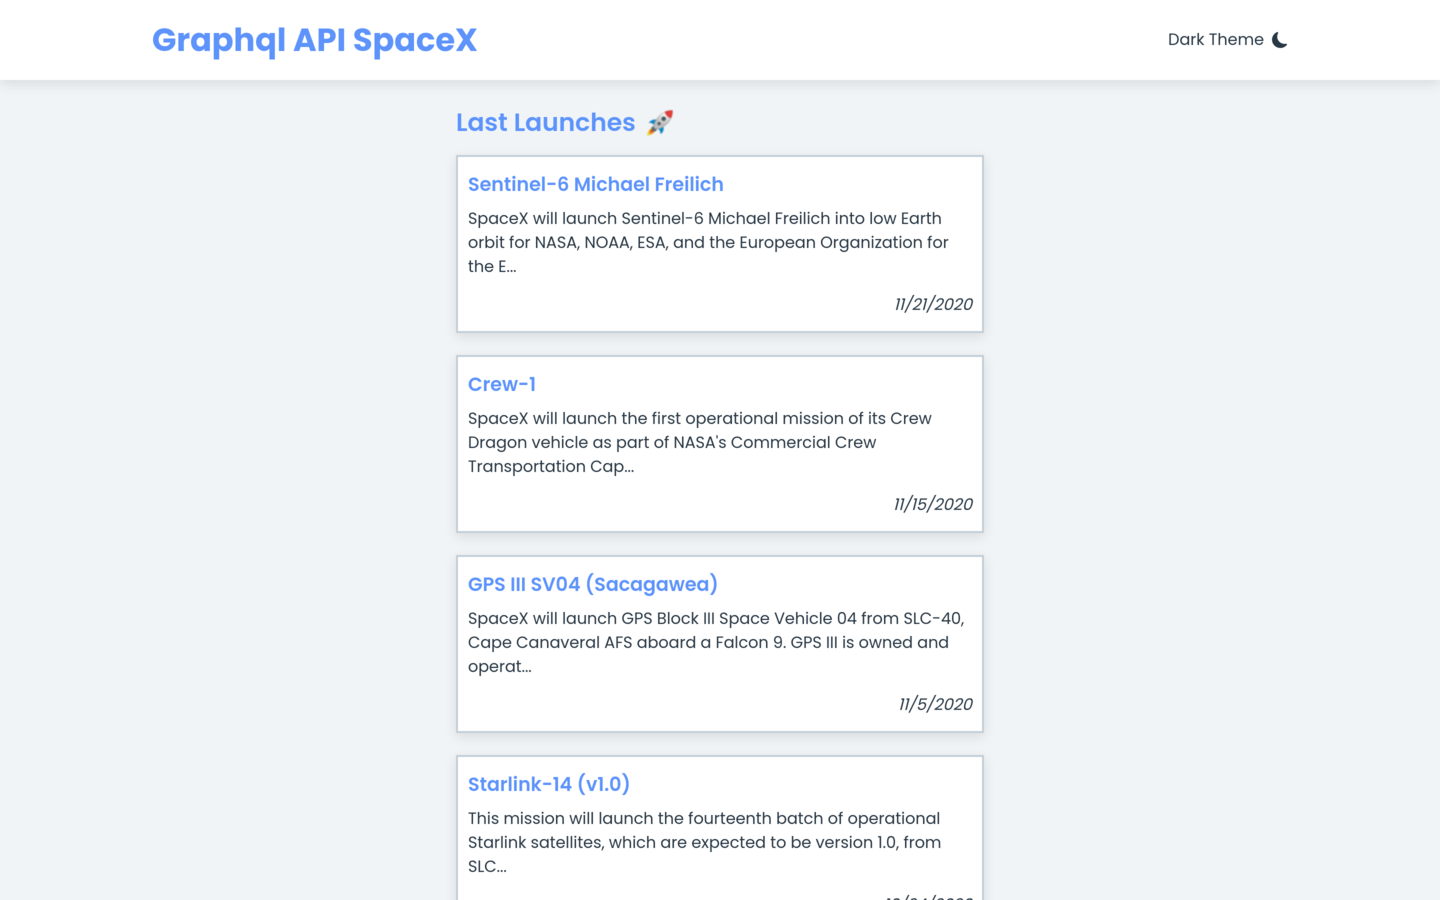 Graphql API SpaceX
Dark Theme
Last Launches 🚀
Sentinel-6 Michael Freilich
SpaceX will launch Sentinel-6 Michael Freilich into low Earth
orbit for NASA, NOAA, ESA, and the European Organization for
the E...
11/21/2020
Crew-1
SpaceX will launch the first operational mission of its Crew
Dragon vehicle as part of NASA's Commercial Crew
Transportation Cap...
11/15/2020
GPS III SV04 (Sacagawea)
SpaceX will launch GPS Block III Space Vehicle 04 from SLC-40,
Cape Canaveral AFS aboard a Falcon 9. GPS III is owned and
operat...
11/5/2020
Starlink-14 (v1.0)
This mission will launch the fourteenth batch of operational
Starlink satellites, which are expected to be version 1.0, from
SLC...